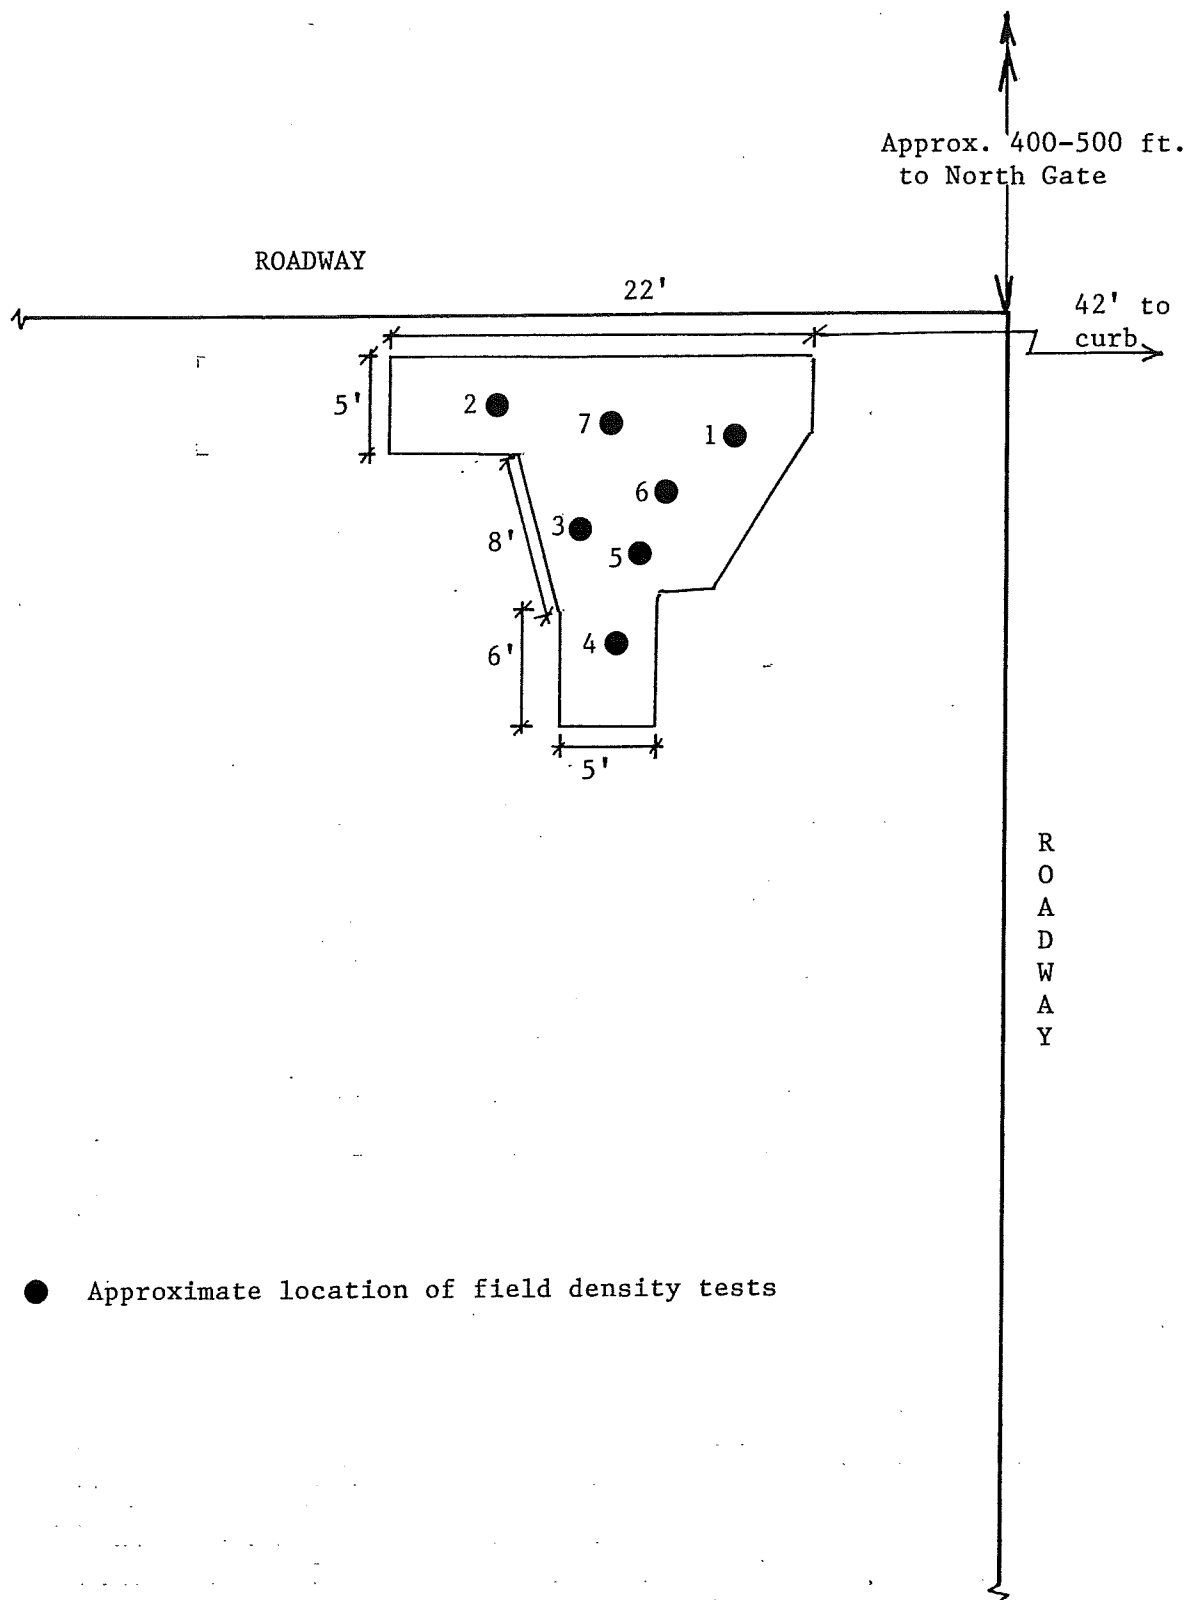 Approx. 400-500 ft.
to North Gate
ROADWAY
22'
42' to
curb
5'
2
7
1
6
3
8'
5
4
6'
5'
ROADWAY
Approximate location of field density tests